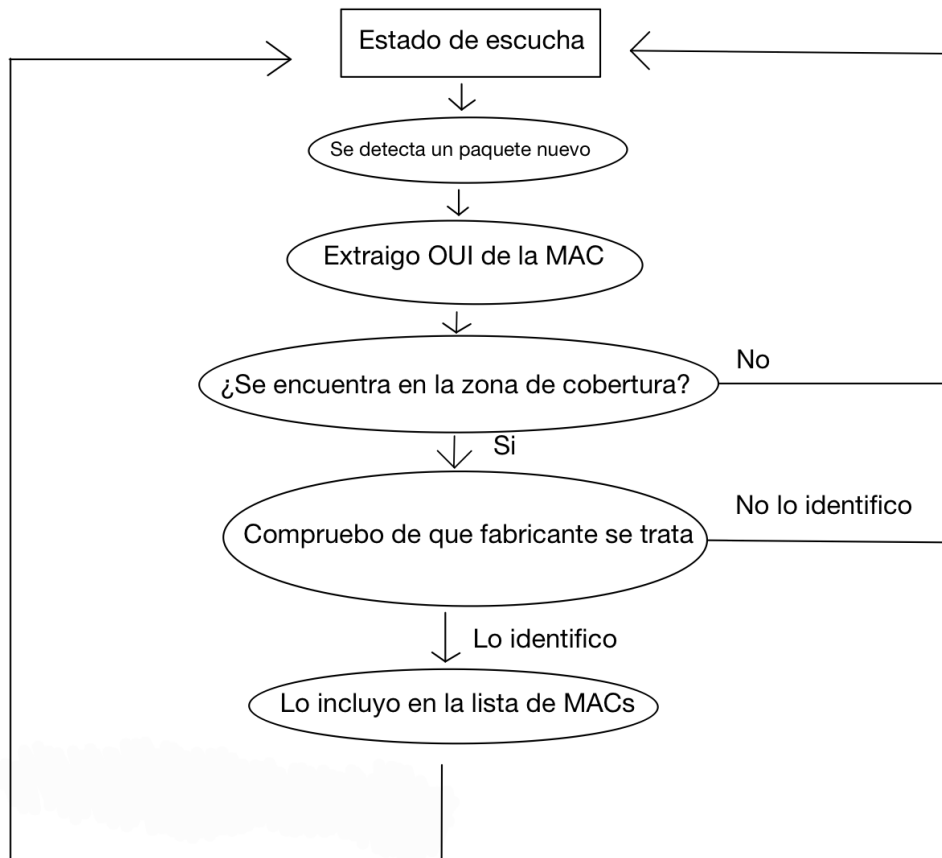 Estado de escucha
Se detecta un paquete nuevo
Extraigo OUI de la MAC
¿Se encuentra en la zona de cobertura?
No
Si
Compruebo de que fabricante se trata
No lo identifico
Lo identifico
Lo incluyo en la lista de MACs